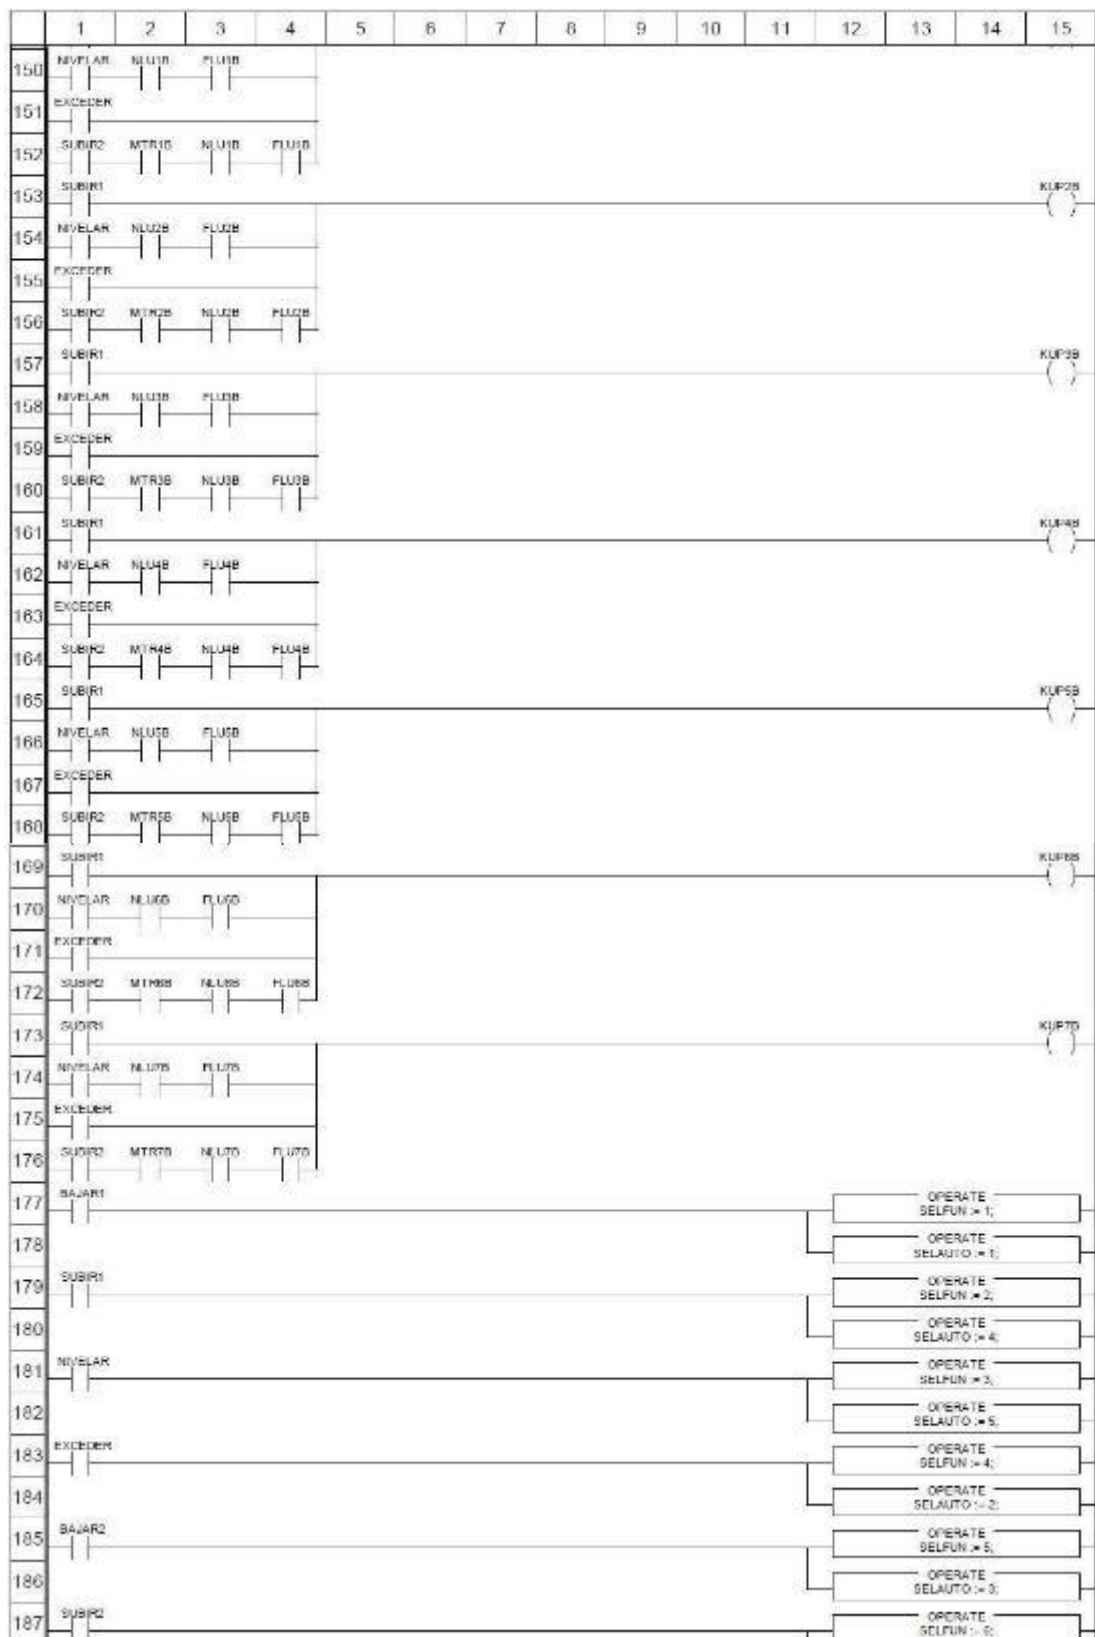 1 2 3 4 5 6 7 8 9 10 11 12 13 14 15
150 NIVELAR NLU1B FLU1B
151 EXCEDER
152 SUBIR2 MTR1B NLU1B FLU1B
153 SUBIR1 KUP2B
154 NIVELAR NLU2B FLU2B
155 EXCEDER
156 SUBIR2 MTR2B NLU2B FLU2B
157 SUBIR1 KUP3B
158 NIVELAR NLU3B FLU3B
159 EXCEDER
160 SUBIR2 MTR3B NLU3B FLU3B
161 SUBIR1 KUP4B
162 NIVELAR NLU4B FLU4B
163 EXCEDER
164 SUBIR2 MTR4B NLU4B FLU4B
165 SUBIR1 KUP5B
166 NIVELAR NLU5B FLU5B
167 EXCEDER
168 SUBIR2 MTR5B NLU5B FLU5B
169 SUBIR1 KUP6B
170 NIVELAR NLU6B FLU6B
171 EXCEDER
172 SUBIR2 MTR6B NLU6B FLU6B
173 SUBIR1 KUP7B
174 NIVELAR NLU7B FLU7B
175 EXCEDER
176 SUBIR2 MTR7B NLU7B FLU7B
177 BAJAR1 OPERATE
SELFUN := 1;
178 OPERATE
SELAUTO := 1;
179 SUBIR1 OPERATE
SELFUN := 2;
180 OPERATE
SELAUTO := 4;
181 NIVELAR OPERATE
SELFUN := 3;
182 OPERATE
SELAUTO := 5;
183 EXCEDER OPERATE
SELFUN := 4;
184 OPERATE
SELAUTO := 2;
185 BAJAR2 OPERATE
SELFUN := 5;
186 OPERATE
SELAUTO := 3;
187 SUBIR2 OPERATE
SELFUN := 6;